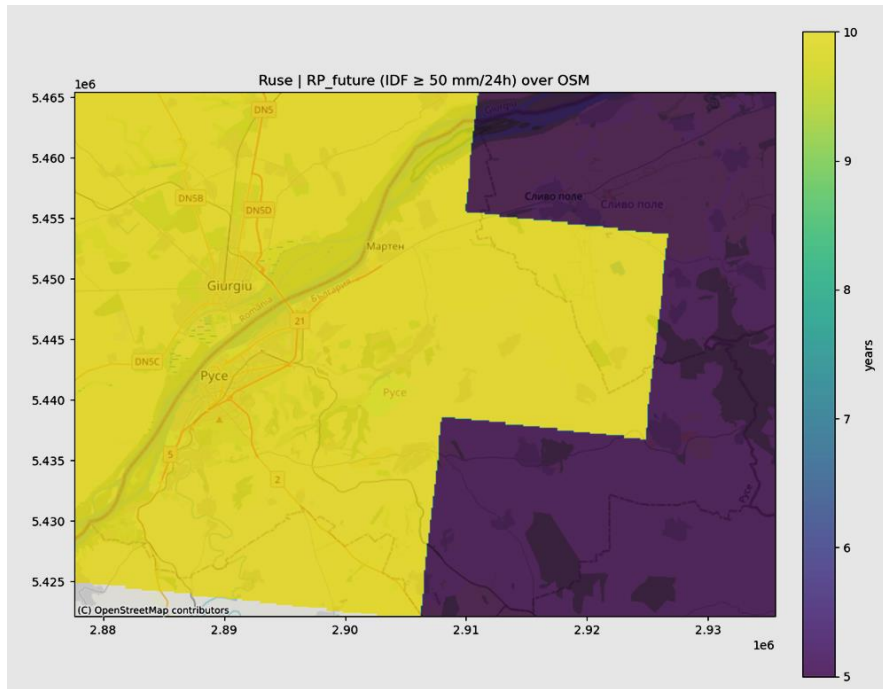 Ruse | RP_future (IDF ≥ 50 mm/24h) over OSM
1e6
5.465
5.460
5.455
5.450
5.445
5.440
5.435
5.430
5.425
DN5
DN5B
DN5D
Сливо поле
Сливо поле
Мартен
Giurgiu
România
България
21
DN5C
Русе
Русе
5
2
Русе
(C) OpenStreetMap contributors
2.88
2.89
2.90
2.91
2.92
2.93
1e6
10
9
8
7
6
5
years